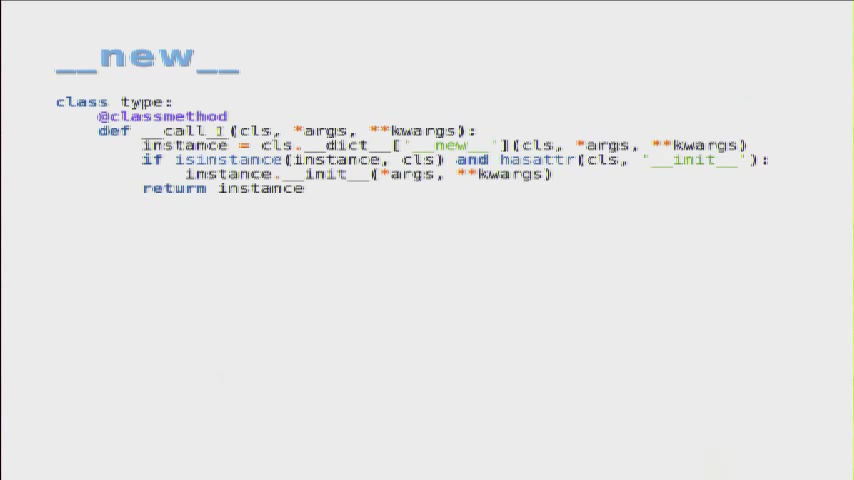 __new__
class type:
@classmethod
def __call__(cls, *args, **kwargs):
instance = cls.__dict__["__new__"](cls, *args, **kwargs)
if isinstance(instance, cls) and hasattr(cls, "__init__"):
instance.__init__(*args, **kwargs)
return instance